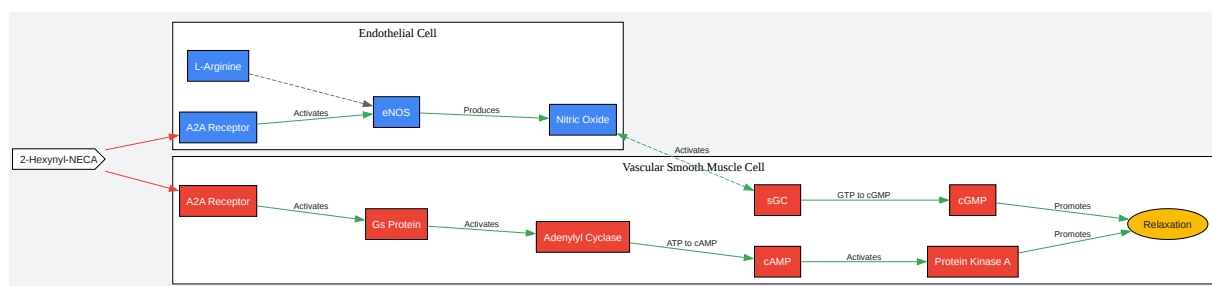 Endothelial Cell
L-Arginine
eNOS
Activates
Produces
A2A Receptor
Nitric Oxide
2-Hexynyl-NECA
Activates
Vascular Smooth Muscle Cell
A2A Receptor
Activates
Gs Protein
Activates
Adenylyl Cyclase
ATP to cAMP
sGC
GTP to cGMP
cGMP
Promotes
Relaxation
cAMP
Activates
Protein Kinase A
Promotes